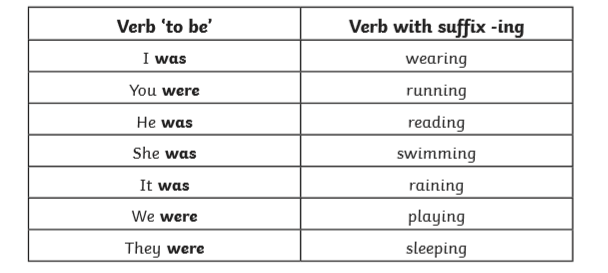 Verb ‘to be’ Verb with suffix -ing
I was wearing
You were running
He was reading
She was swimming
It was raining
We were playing
They were sleeping